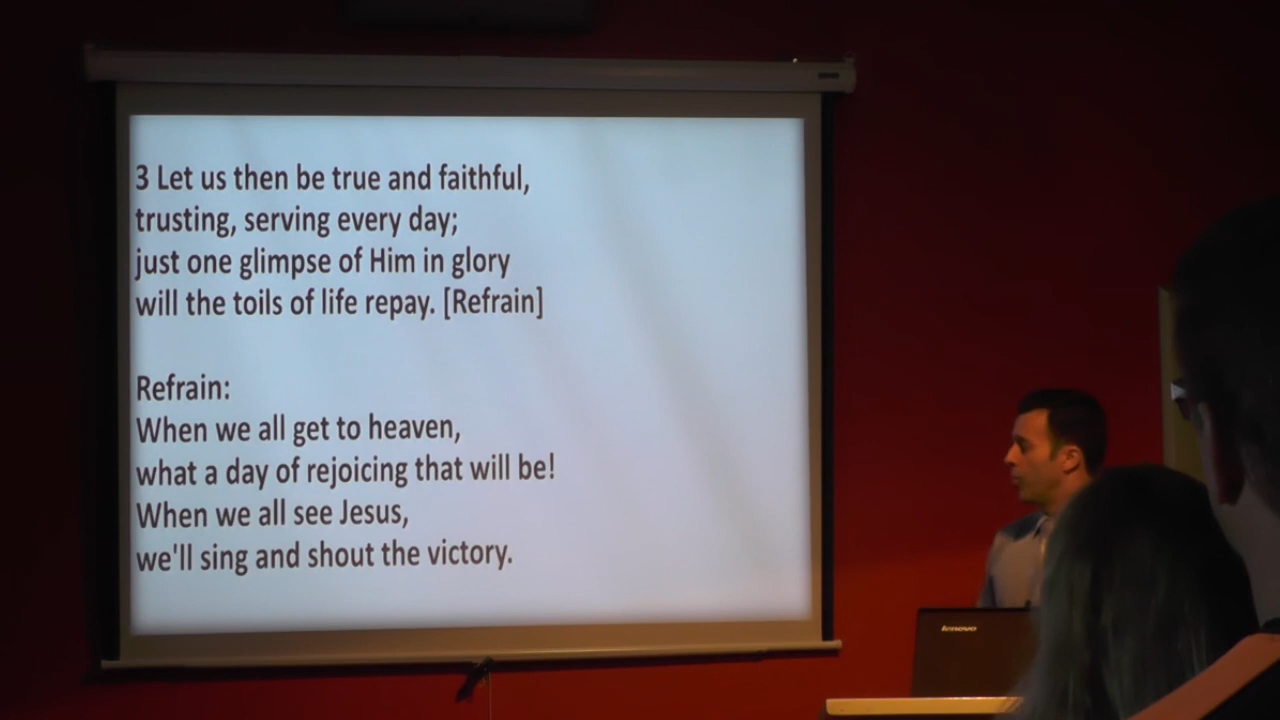 3 Let us then be true and faithful,
trusting, serving every day;
just one glimpse of Him in glory
will the toils of life repay. [Refrain]
Refrain:
When we all get to heaven,
what a day of rejoicing that will be!
When we all see Jesus,
we'll sing and shout the victory.
lenovo